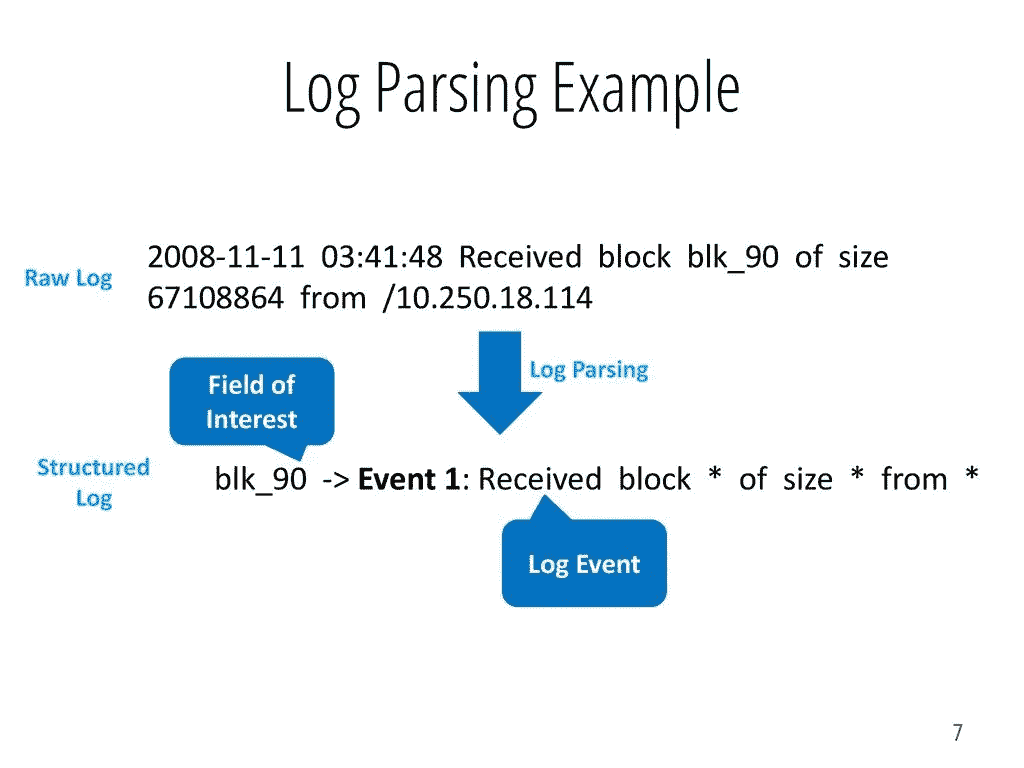 Log Parsing Example
Raw Log
2008-11-11 03:41:48 Received block blk_90 of size
67108864 from /10.250.18.114
Log Parsing
Field of
Interest
Structured
Log
blk_90 -> Event 1: Received block * of size * from *
Log Event
7